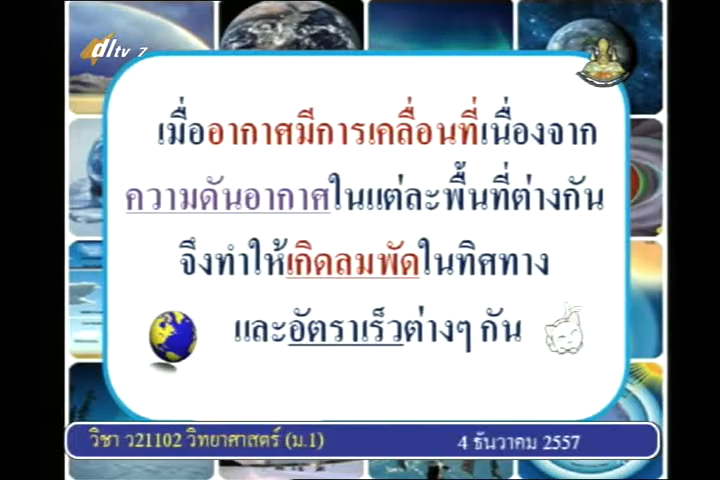 dltv 7
เมื่ออากาศมีการเคลื่อนที่เนื่องจาก
ความดันอากาศในแต่ละพื้นที่ต่างกัน
จึงทำให้เกิดลมพัดในทิศทาง
และอัตราเร็วต่างๆ กัน
วิชา ว21102 วิทยาศาสตร์ (ม.1)
4 ธันวาคม 2557